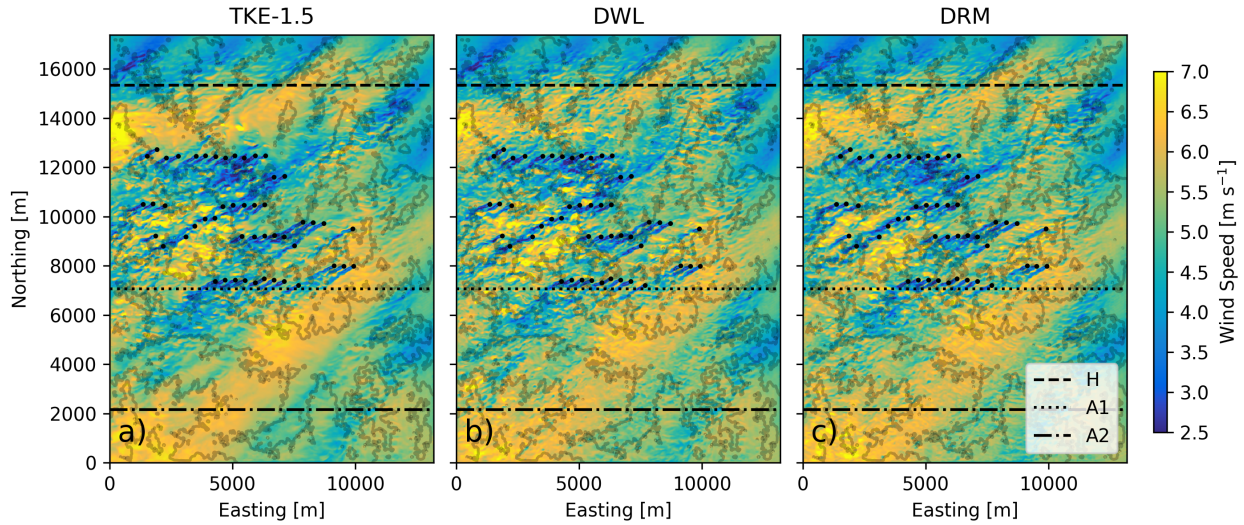 TKE-1.5 DWL DRM
16000
14000
12000
10000
8000
6000
4000
2000
0
Northing [m]
a) b) c)
0 5000 10000 0 5000 10000 0 5000 10000
Easting [m] Easting [m] Easting [m]
H
A1
A2
7.0
6.5
6.0
5.5
5.0
4.5
4.0
3.5
3.0
2.5
Wind Speed [m s⁻¹]